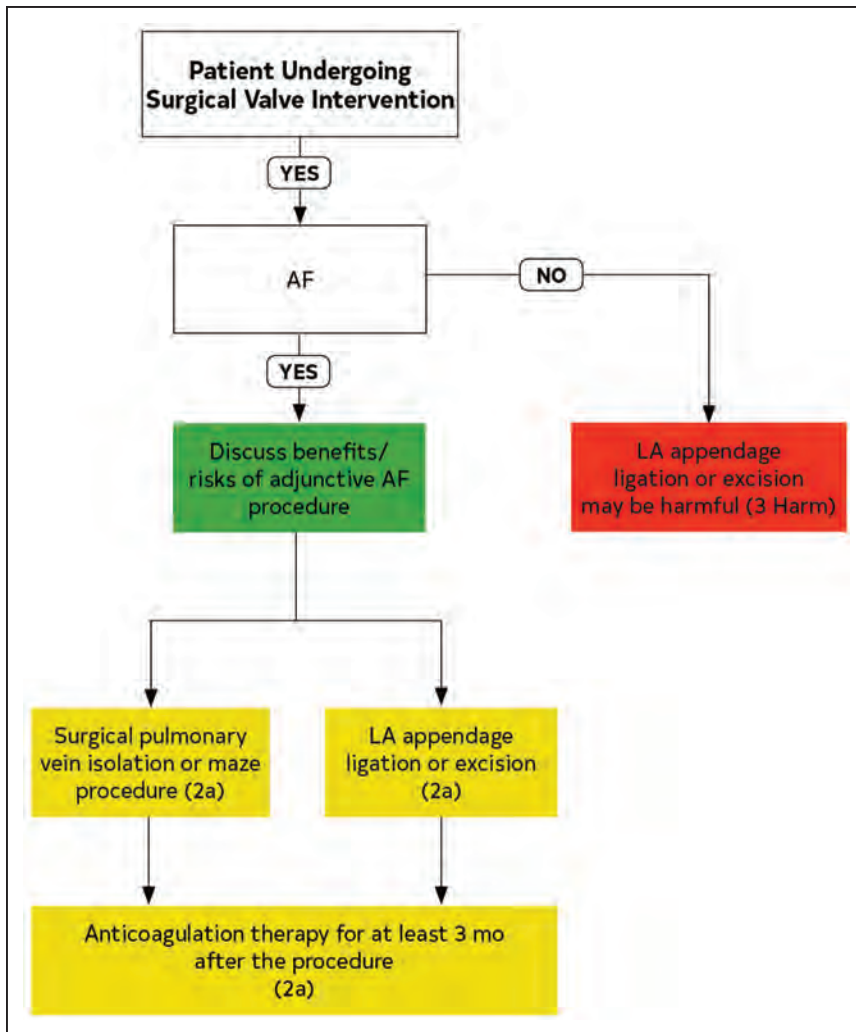 Patient Undergoing
Surgical Valve Intervention
YES
AF
NO
YES
Discuss benefits/
risks of adjunctive AF
procedure
LA appendage
ligation or excision
may be harmful (3 Harm)
Surgical pulmonary
vein isolation or maze
procedure (2a)
LA appendage
ligation or excision
(2a)
Anticoagulation therapy for at least 3 mo
after the procedure
(2a)